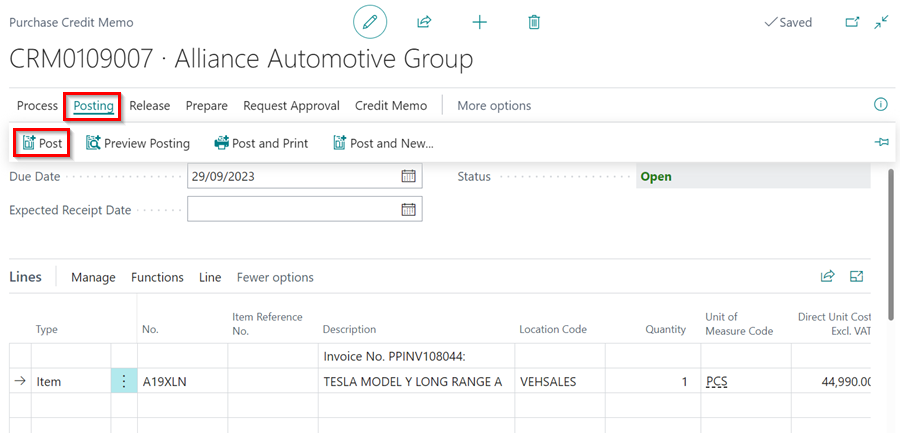 Purchase Credit Memo
Saved
CRM0109007 · Alliance Automotive Group
Process Posting Release Prepare Request Approval Credit Memo More options
Post Preview Posting Post and Print Post and New...
Due Date 29/09/2023 Status Open
Expected Receipt Date
Lines Manage Functions Line Fewer options
Type No. Item Reference No. Description Location Code Quantity Unit of Measure Code Direct Unit Cost Excl. VAT
Invoice No. PPINV108044:
Item A19XLN TESLA MODEL Y LONG RANGE A VEHSALES 1 PCS 44,990.00